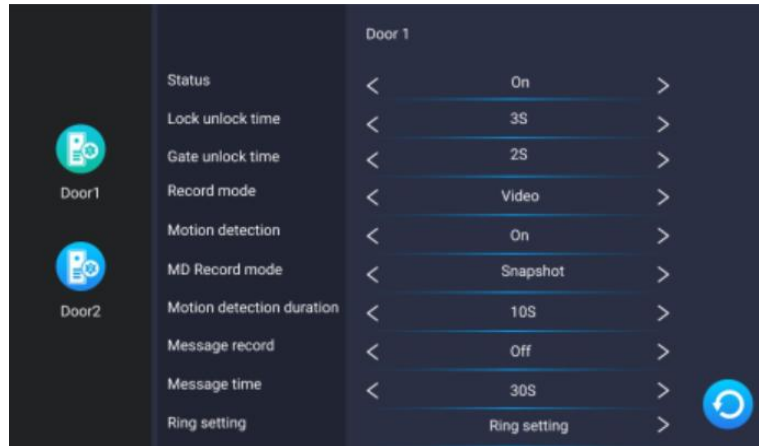 Door 1
Status < On >
Lock unlock time < 3S >
Gate unlock time < 2S >
Door1
Record mode < Video >
Motion detection < On >
MD Record mode < Snapshot >
Door2
Motion detection duration < 10S >
Message record < Off >
Message time < 30S >
Ring setting Ring setting >